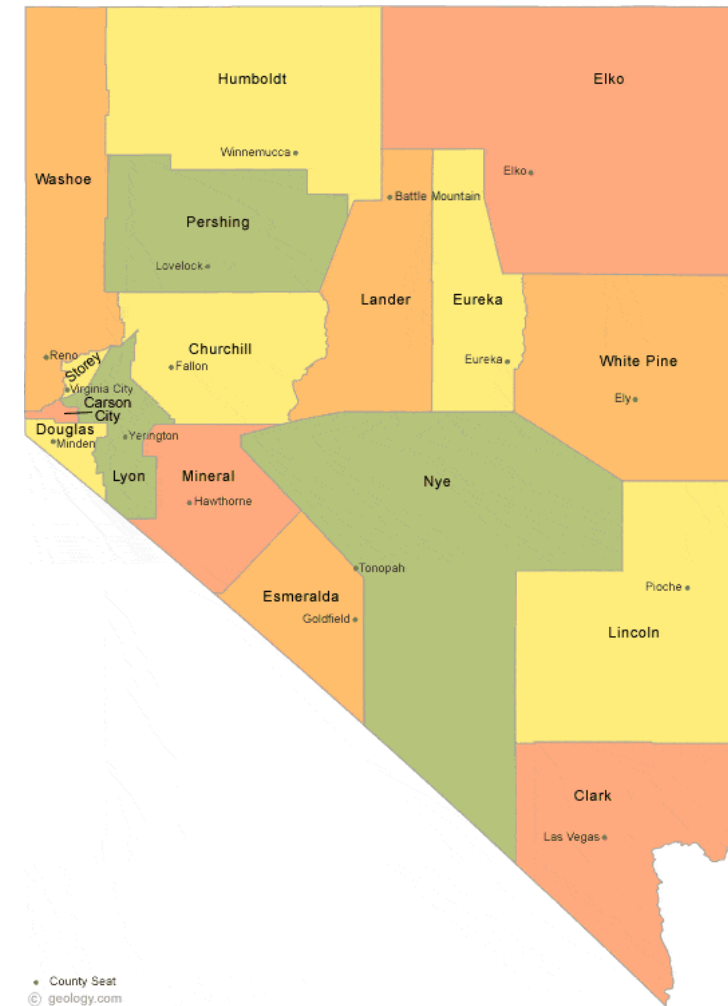 Humboldt
Elko
Winnemucca
Elko
Washoe
Battle Mountain
Pershing
Lovelock
Lander
Eureka
Churchill
Reno
Storey
Fallon
Eureka
White Pine
Virginia City
Carson
City
Ely
Douglas
Minden
Yerington
Lyon
Mineral
Nye
Hawthorne
Tonopah
Pioche
Esmeralda
Goldfield
Lincoln
Clark
Las Vegas
County Seat
© geology.com